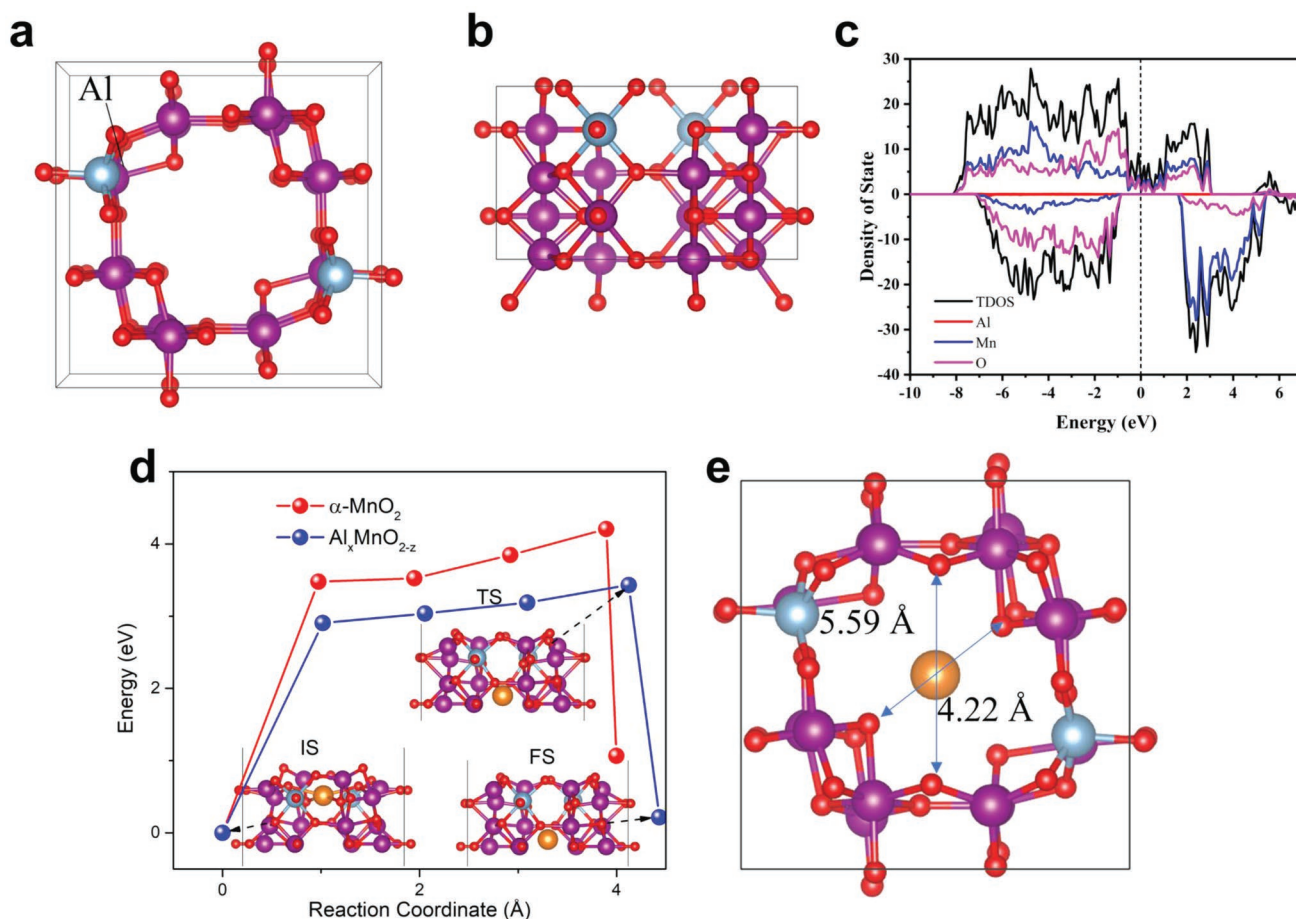 a
Al
b
c
30
20
10
0
-10
-20
-30
-40
Density of State
TDOS
Al
Mn
O
-10
-8
-6
-4
-2
0
2
4
6
Energy (eV)
d
4
2
0
Energy (eV)
α-MnO₂
AlₓMnO₂₋z
TS
IS
FS
0
2
4
Reaction Coordinate (Å)
e
5.59 Å
4.22 Å